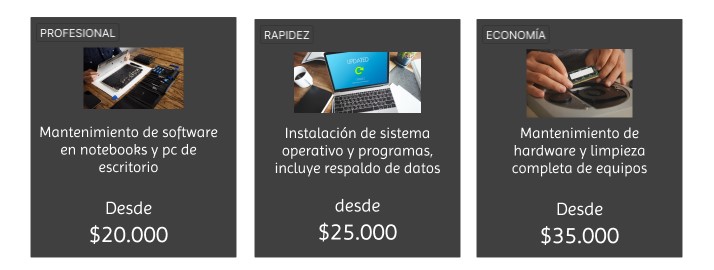 PROFESIONAL
Mantenimiento de software
en notebooks y pc de
escritorio
Desde
$20.000
RAPIDEZ
UPDATED
Instalación de sistema
operativo y programas,
incluye respaldo de datos
desde
$25.000
ECONOMÍA
Mantenimiento de
hardware y limpieza
completa de equipos
Desde
$35.000